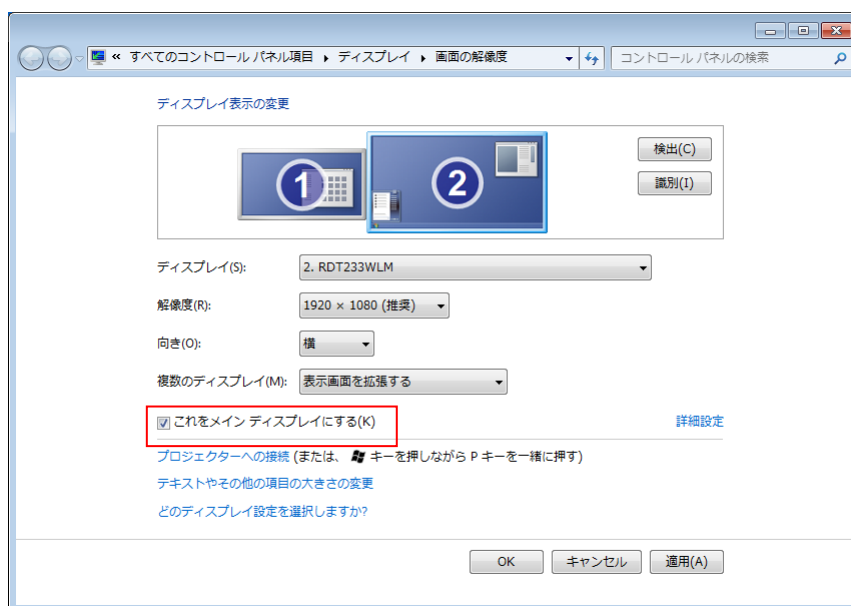 « すべてのコントロール パネル項目 ▸ ディスプレイ ▸ 画面の解像度
コントロール パネルの検索
ディスプレイ表示の変更
1
2
検出(C)
識別(I)
ディスプレイ(S): 2. RDT233WLM
解像度(R): 1920 × 1080 (推奨)
向き(O): 横
複数のディスプレイ(M): 表示画面を拡張する
これをメイン ディスプレイにする(K)
詳細設定
プロジェクターへの接続 (または、 キーを押しながら P キーを一緒に押す)
テキストやその他の項目の大きさの変更
どのディスプレイ設定を選択しますか?
OK キャンセル 適用(A)